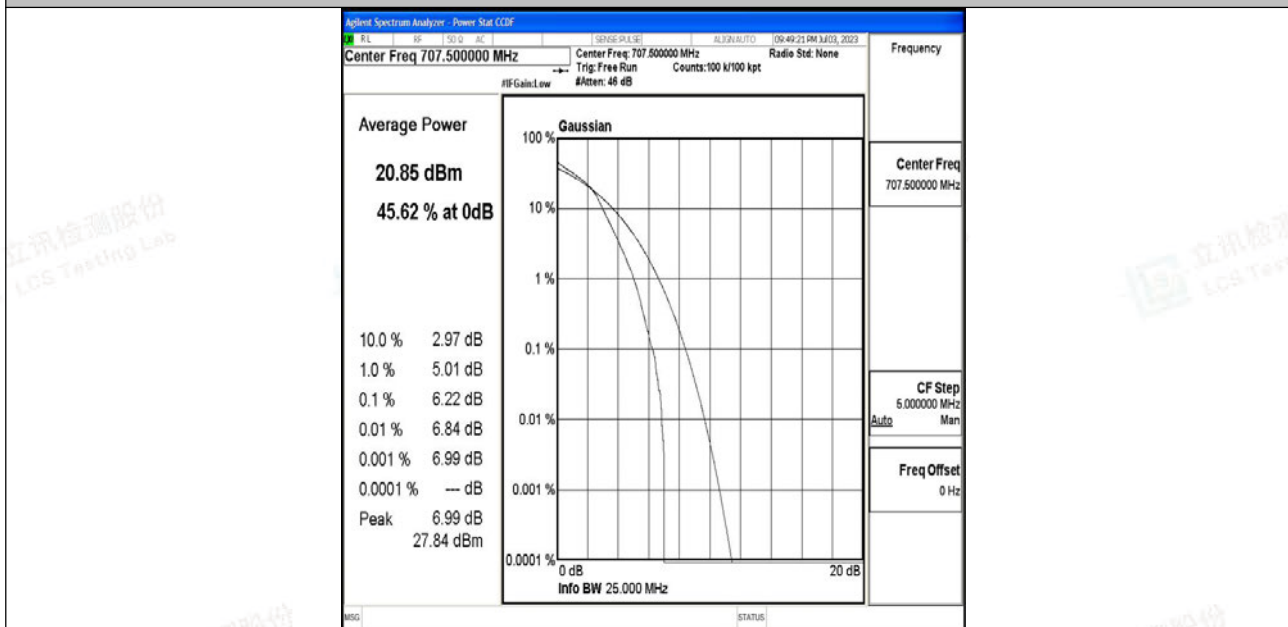 Agilent Spectrum Analyzer - Power Stat CCDF
RL RF 50 Ω AC SENSE:PULSE ALIGN AUTO 09:49:21 PM Jul 03, 2023
Center Freq 707.500000 MHz
Center Freq: 707.500000 MHz Radio Std: None
Trig: Free Run Counts:100 k/100 kpt
#IFGain:Low #Atten: 46 dB
Frequency
Average Power
20.85 dBm
45.62 % at 0dB
10.0 % 2.97 dB
1.0 % 5.01 dB
0.1 % 6.22 dB
0.01 % 6.84 dB
0.001 % 6.99 dB
0.0001 % --- dB
Peak 6.99 dB
27.84 dBm
Gaussian
100 %
10 %
1 %
0.1 %
0.01 %
0.001 %
0.0001 %
0 dB 20 dB
Info BW 25.000 MHz
Center Freq
707.500000 MHz
CF Step
5.000000 MHz
Auto Man
Freq Offset
0 Hz
MSG STATUS
立讯检测股份
LCS Testing Lab